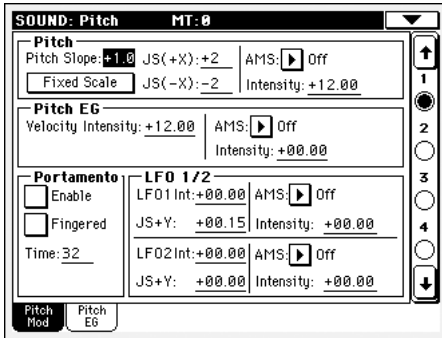 SOUND: Pitch MT:0
Pitch
Pitch Slope:+1.0 JS(+X):+2 AMS: Off
Fixed Scale JS(-X):-2 Intensity: +12.00
Pitch EG
Velocity Intensity: +12.00 AMS: Off
Intensity: +00.00
Portamento
Enable
Fingered
Time: 32
LFO 1/2
LFO1 Int:+00.00 AMS: Off
JS+Y: +00.15 Intensity: +00.00
LFO2Int:+00.00 AMS: Off
JS+Y: +00.00 Intensity: +00.00
1
2
3
4
Pitch Mod
Pitch EG